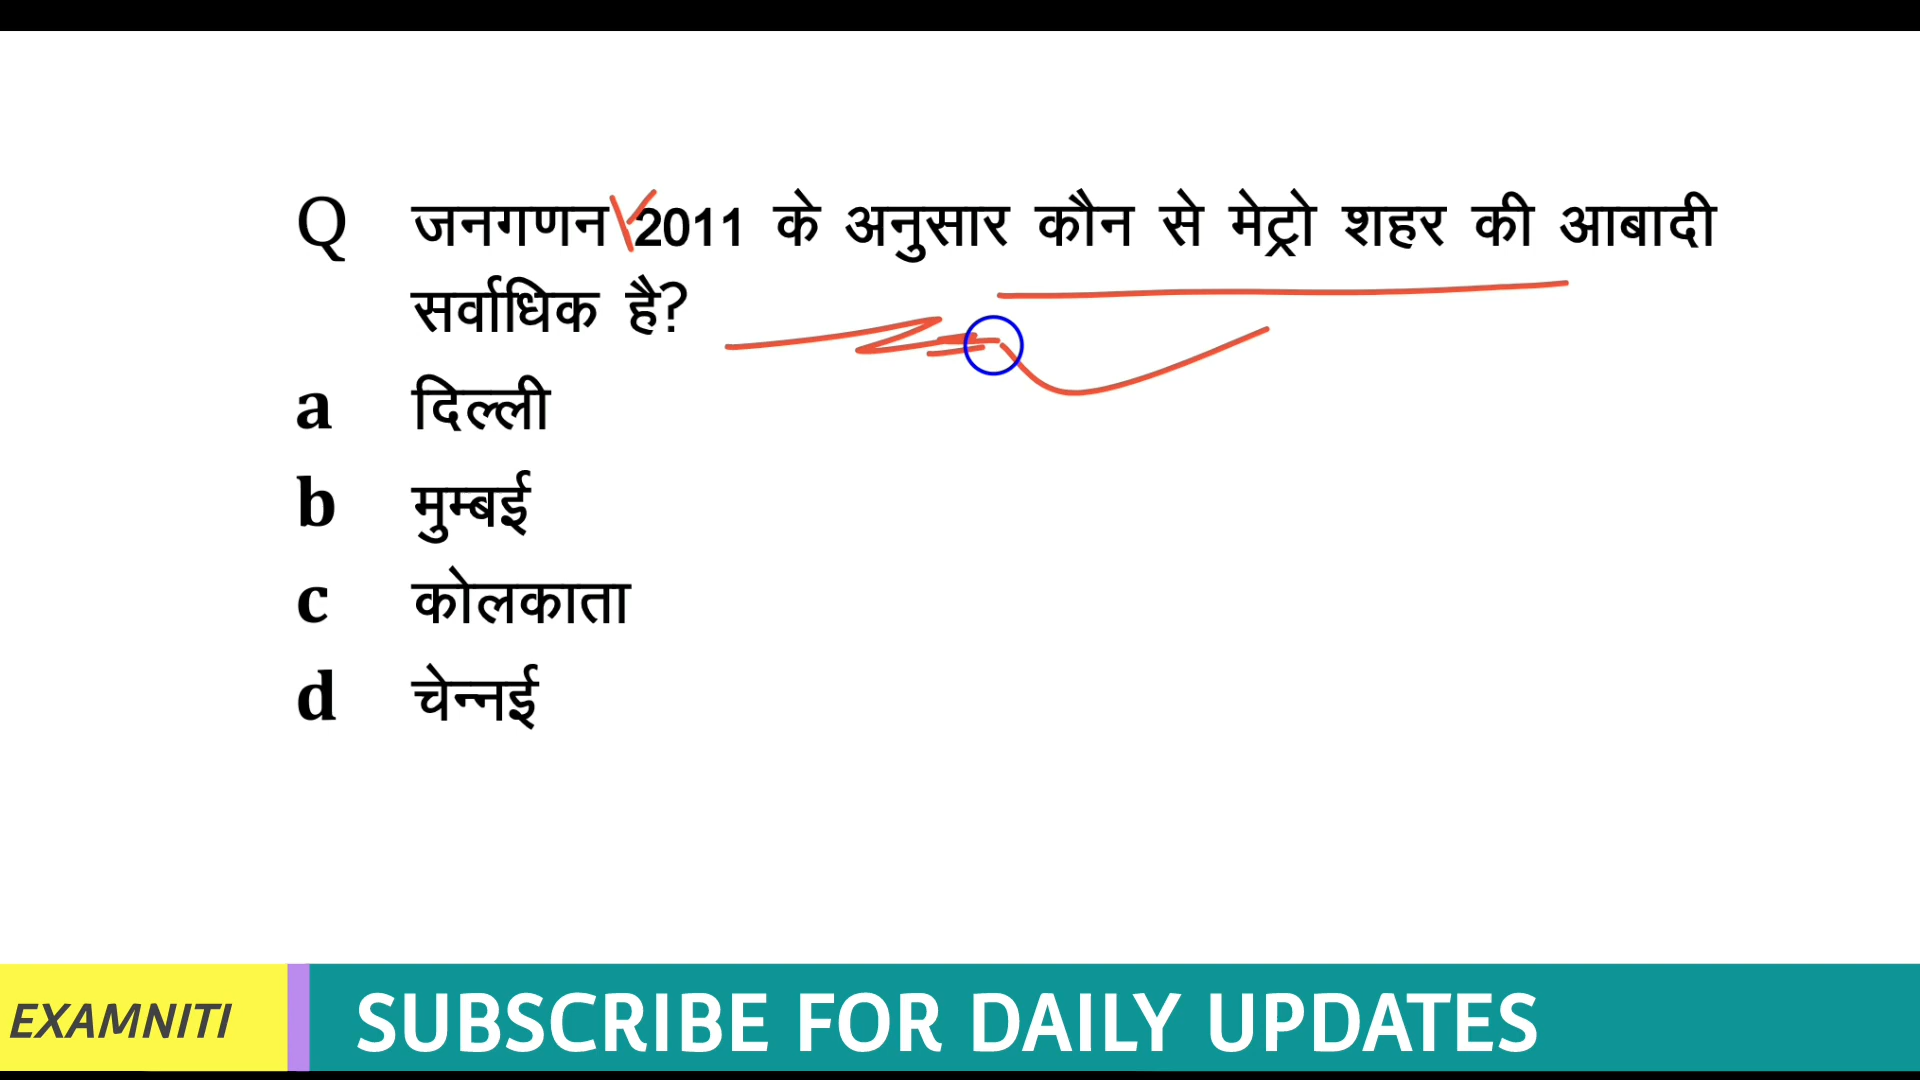 Q जनगणन 2011 के अनुसार कौन से मेट्रो शहर की आबादी
सर्वाधिक है?
a दिल्ली
b मुम्बई
c कोलकाता
d चेन्नई
EXAMNITI SUBSCRIBE FOR DAILY UPDATES